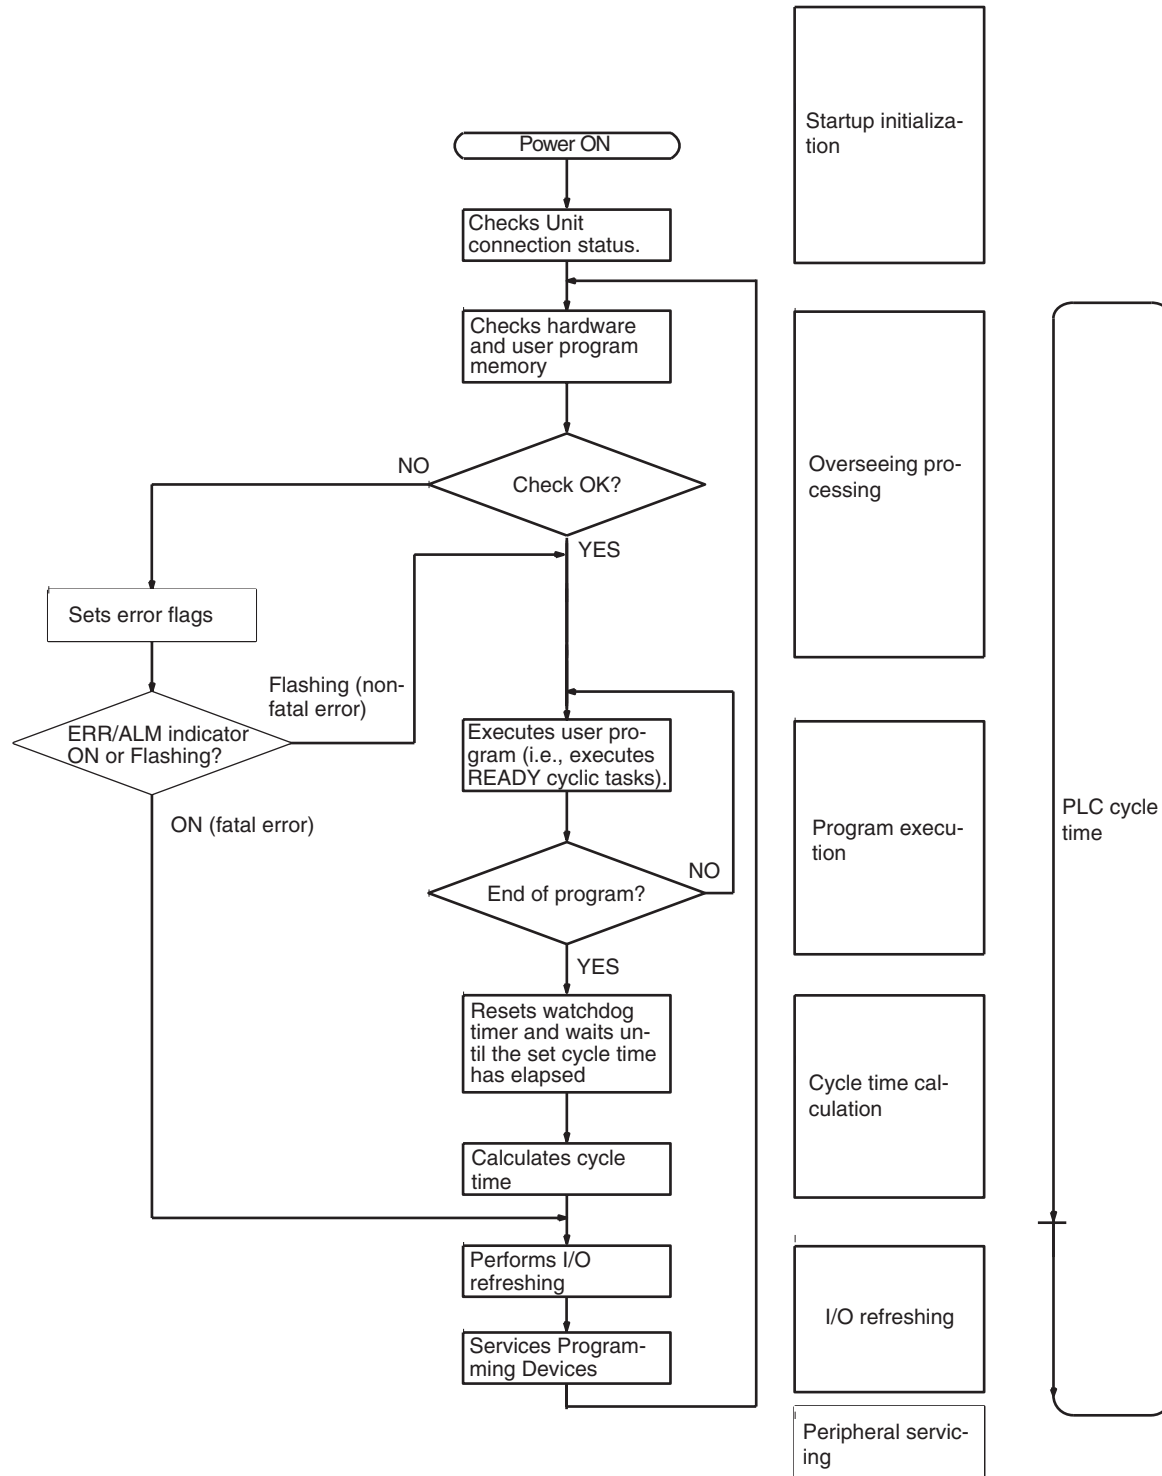 Power ON
Startup initializa-
tion
Checks Unit
connection status.
Checks hardware
and user program
memory
NO
Check OK?
YES
Overseeing pro-
cessing
Sets error flags
Flashing (non-
fatal error)
ERR/ALM indicator
ON or Flashing?
ON (fatal error)
Executes user pro-
gram (i.e., executes
READY cyclic tasks).
Program execu-
tion
PLC cycle
time
End of program?
NO
YES
Resets watchdog
timer and waits un-
til the set cycle time
has elapsed
Cycle time cal-
culation
Calculates cycle
time
Performs I/O
refreshing
I/O refreshing
Services Program-
ming Devices
Peripheral servic-
ing